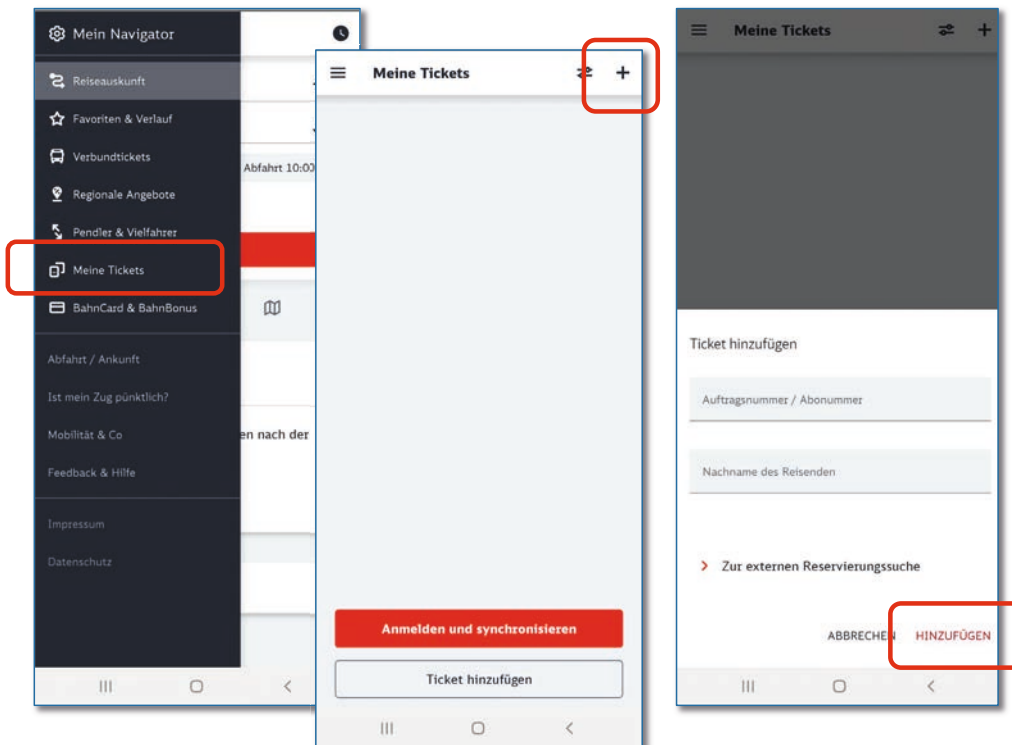 Mein Navigator
Reiseauskunft
Favoriten & Verlauf
Verbundtickets
Regionale Angebote
Pendler & Vielfahrer
Meine Tickets
BahnCard & BahnBonus
Abfahrt / Ankunft
Ist mein Zug pünktlich?
Mobilität & Co
Feedback & Hilfe
Impressum
Datenschutz
Abfahrt 10:00
en nach der
Meine Tickets
Anmelden und synchronisieren
Ticket hinzufügen
Meine Tickets
Ticket hinzufügen
Auftragsnummer / Abonummer
Nachname des Reisenden
Zur externen Reservierungssuche
ABBRECHEN HINZUFÜGEN